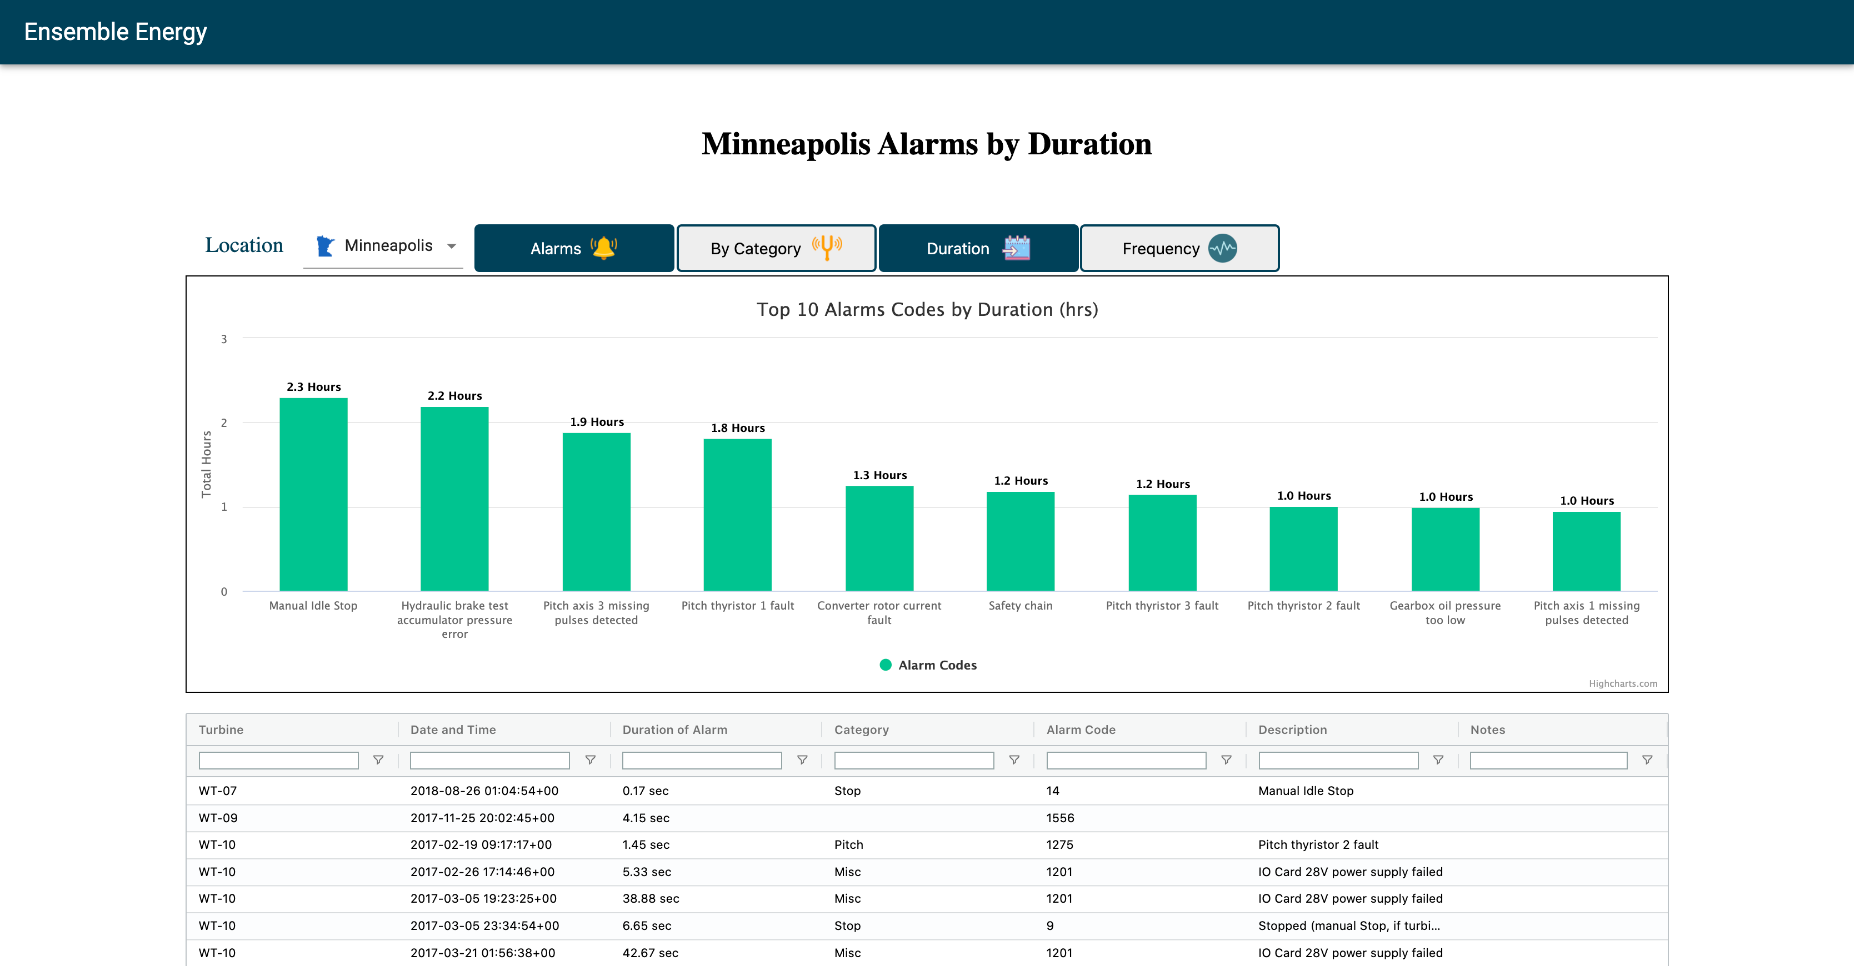 Ensemble Energy
Minneapolis Alarms by Duration
Location Minneapolis Alarms By Category Duration Frequency
Top 10 Alarms Codes by Duration (hrs)
Total Hours
3
2
1
0
2.3 Hours
2.2 Hours
1.9 Hours
1.8 Hours
1.3 Hours
1.2 Hours
1.2 Hours
1.0 Hours
1.0 Hours
1.0 Hours
Manual Idle Stop
Hydraulic brake test
accumulator pressure
error
Pitch axis 3 missing
pulses detected
Pitch thyristor 1 fault
Converter rotor current
fault
Safety chain
Pitch thyristor 3 fault
Pitch thyristor 2 fault
Gearbox oil pressure
too low
Pitch axis 1 missing
pulses detected
Alarm Codes
Highcharts.com
Turbine Date and Time Duration of Alarm Category Alarm Code Description Notes
WT-07 2018-08-26 01:04:54+00 0.17 sec Stop 14 Manual Idle Stop
WT-09 2017-11-25 20:02:45+00 4.15 sec 1556
WT-10 2017-02-19 09:17:17+00 1.45 sec Pitch 1275 Pitch thyristor 2 fault
WT-10 2017-02-26 17:14:46+00 5.33 sec Misc 1201 IO Card 28V power supply failed
WT-10 2017-03-05 19:23:25+00 38.88 sec Misc 1201 IO Card 28V power supply failed
WT-10 2017-03-05 23:34:54+00 6.65 sec Stop 9 Stopped (manual Stop, if turbi...
WT-10 2017-03-21 01:56:38+00 42.67 sec Misc 1201 IO Card 28V power supply failed